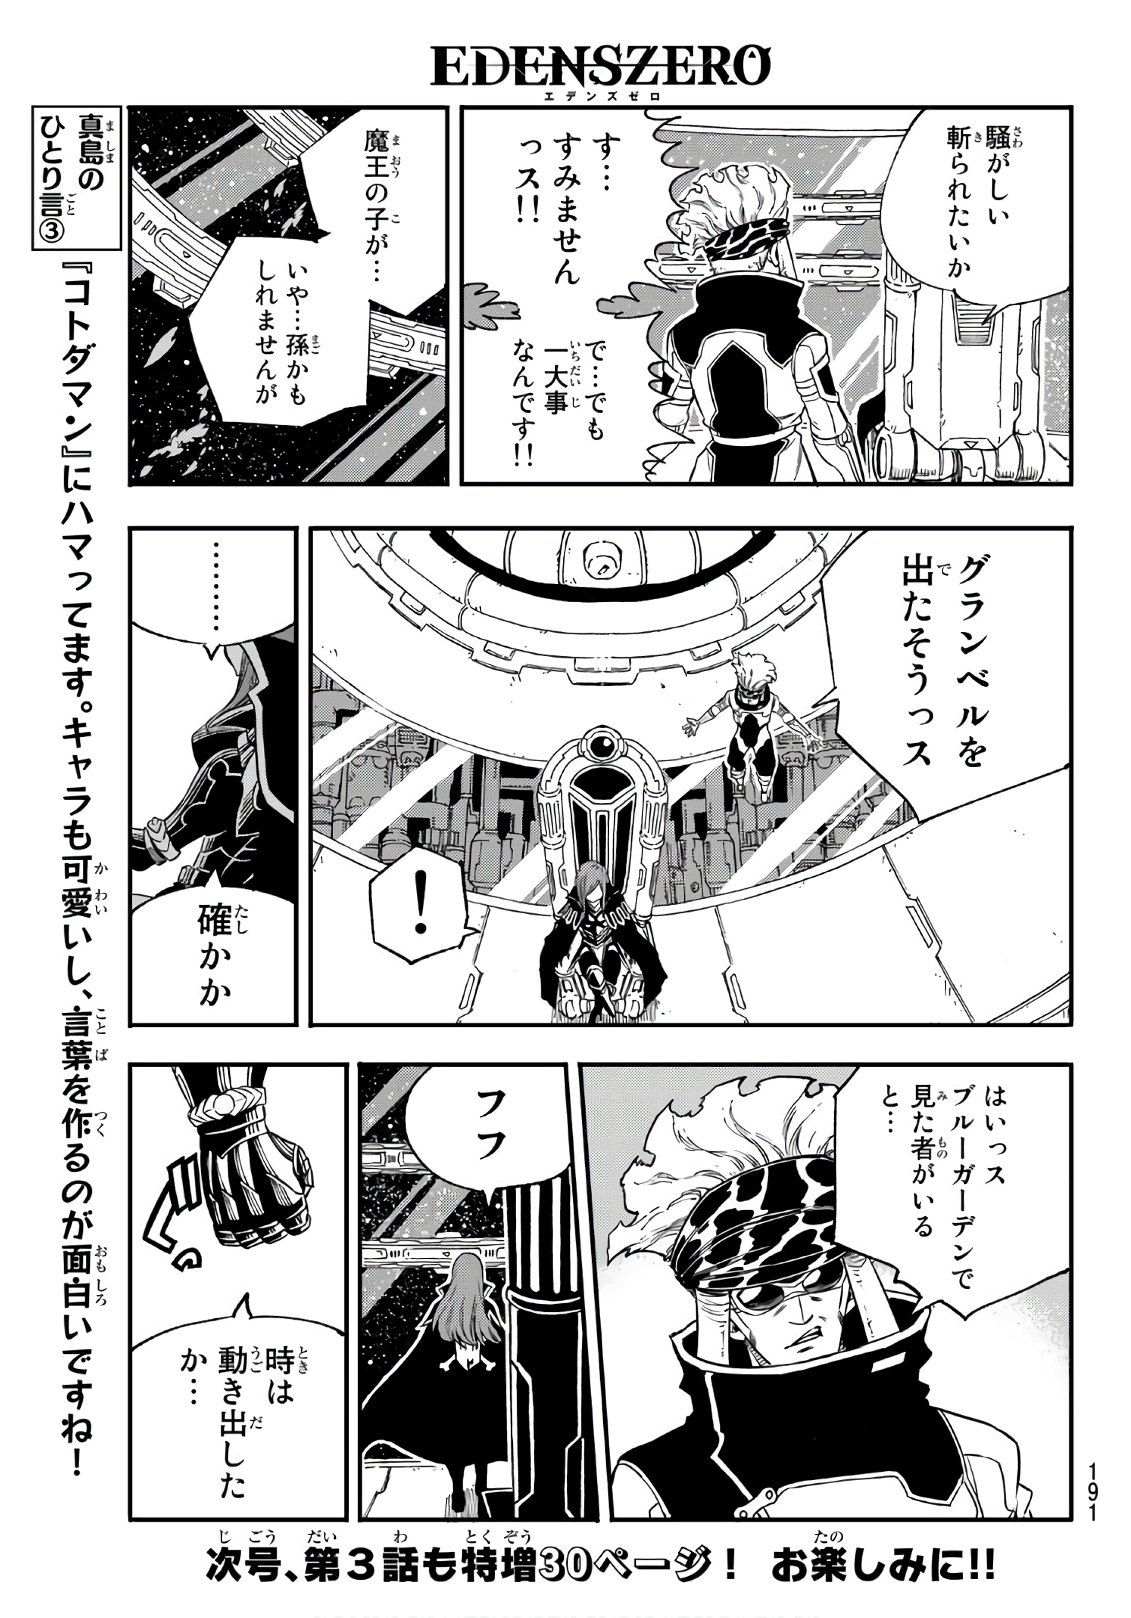 EDENSZERO
エデンズゼロ
騒がしい
斬られたいか
す…
すみません
っス!!
で…でも
一大事
なんです!!
魔王の子が…
いや…孫かも
しれませんが
グランベルを
出たそうっス
!
………
確かか
はいっス
ブルーガーデンで
見た者がいる
と…
フフ
時は
動き出した
か…
真島の
ひとり言③
『コトダマン』にハマってます。キャラも可愛いし、言葉を作るのが面白いですね!
191
次号、第3話も特増30ページ! お楽しみに!!